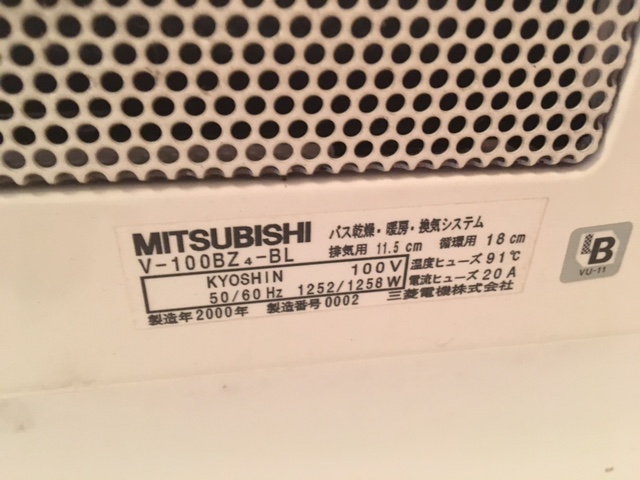 MITSUBISHI バス乾燥・暖房・換気システム
V-100BZ₄-BL 排気用 11.5 cm 循環用 18 cm
KYOSHIN 100V 温度ヒューズ 91℃
50/60 Hz 1252/1258 W 電流ヒューズ 20 A
製造年 2000年 製造番号 0002 三菱電機株式会社
B
VU-11